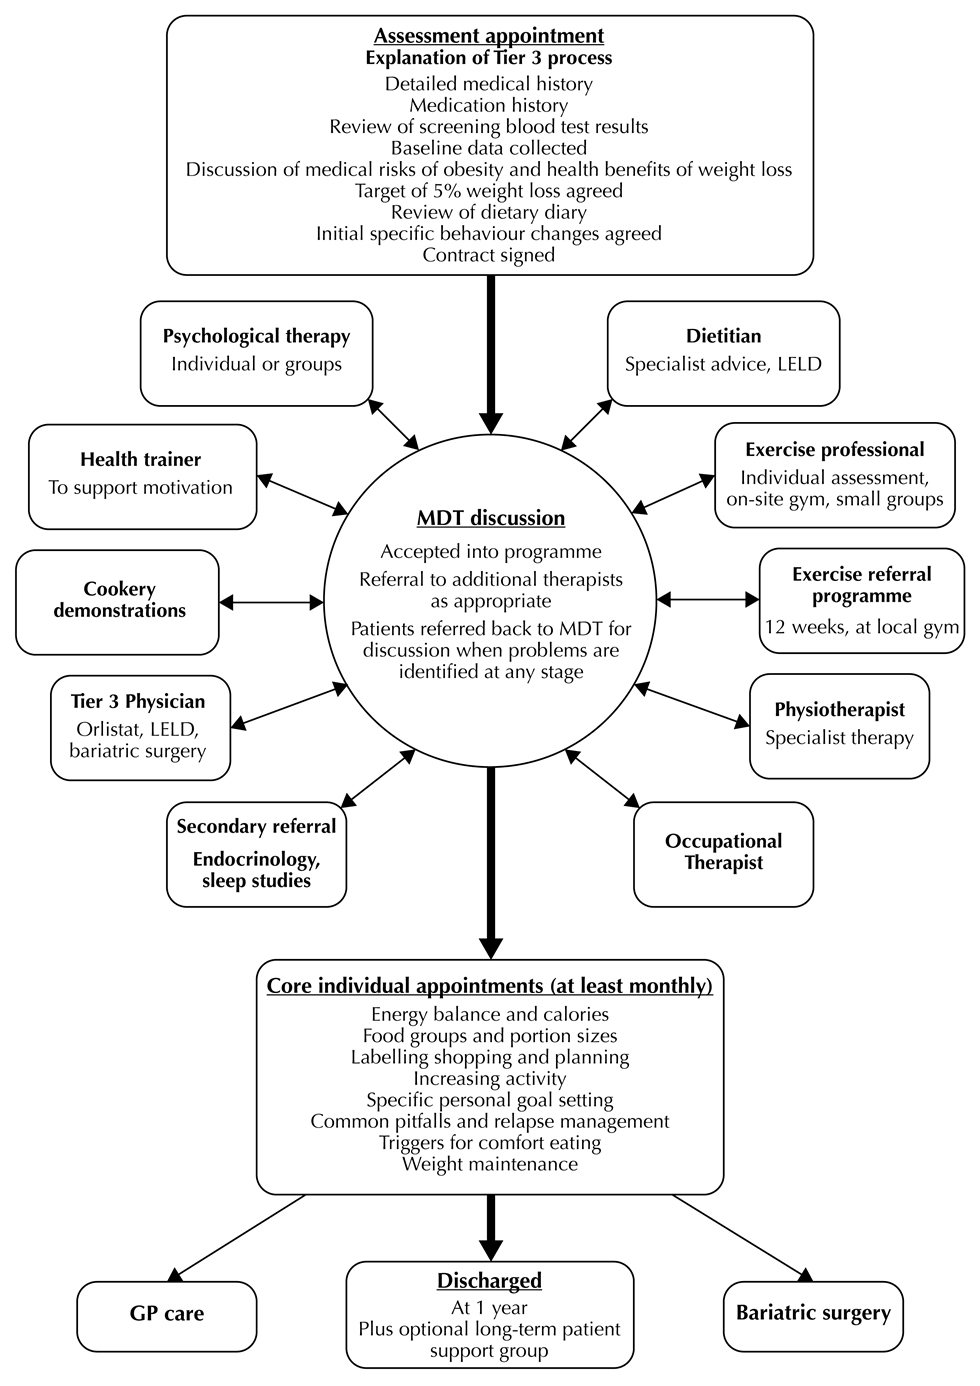 Assessment appointment
Explanation of Tier 3 process
Detailed medical history
Medication history
Review of screening blood test results
Baseline data collected
Discussion of medical risks of obesity and health benefits of weight loss
Target of 5% weight loss agreed
Review of dietary diary
Initial specific behaviour changes agreed
Contract signed
Psychological therapy
Individual or groups
Dietitian
Specialist advice, LELD
Health trainer
To support motivation
Exercise professional
Individual assessment,
on-site gym, small groups
MDT discussion
Accepted into programme
Referral to additional therapists
as appropriate
Patients referred back to MDT for
discussion when problems are
identified at any stage
Cookery
demonstrations
Exercise referral
programme
12 weeks, at local gym
Tier 3 Physician
Orlistat, LELD,
bariatric surgery
Physiotherapist
Specialist therapy
Secondary referral
Endocrinology,
sleep studies
Occupational
Therapist
Core individual appointments (at least monthly)
Energy balance and calories
Food groups and portion sizes
Labelling shopping and planning
Increasing activity
Specific personal goal setting
Common pitfalls and relapse management
Triggers for comfort eating
Weight maintenance
GP care
Discharged
At 1 year
Plus optional long-term patient
support group
Bariatric surgery